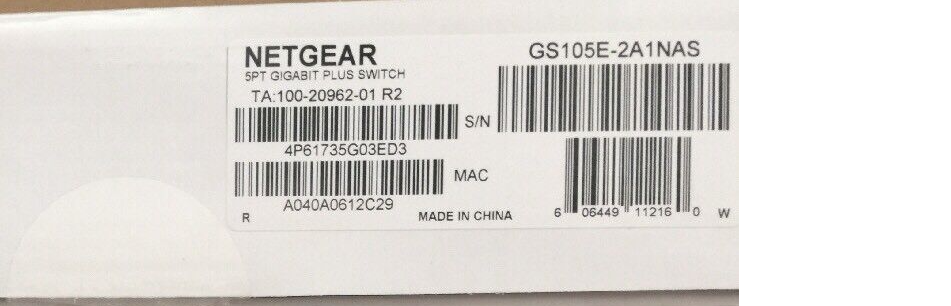 NETGEAR
5PT GIGABIT PLUS SWITCH
TA:100-20962-01 R2
S/N
4P61735G03ED3
MAC
A040A0612C29
R
MADE IN CHINA
GS105E-2A1NAS
6 06449 11216 0
W